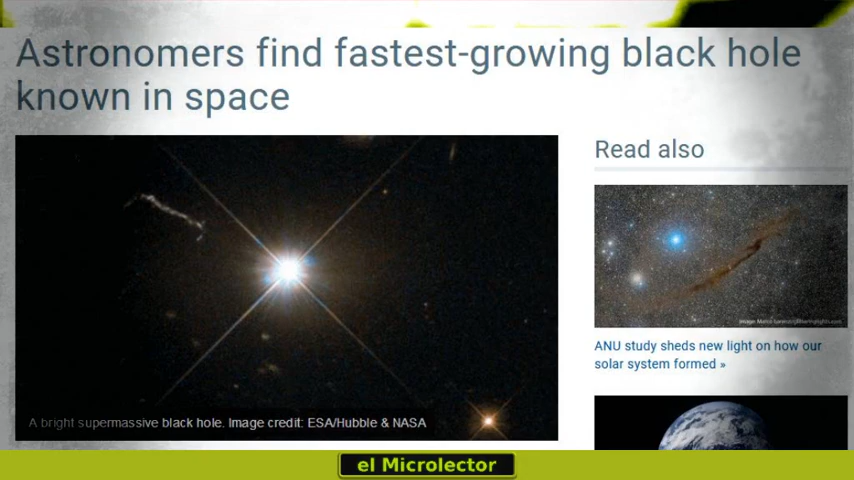 Astronomers find fastest-growing black hole
known in space
Read also
A bright supermassive black hole. Image credit: ESA/Hubble & NASA
ANU study sheds new light on how our
solar system formed »
el Microlector